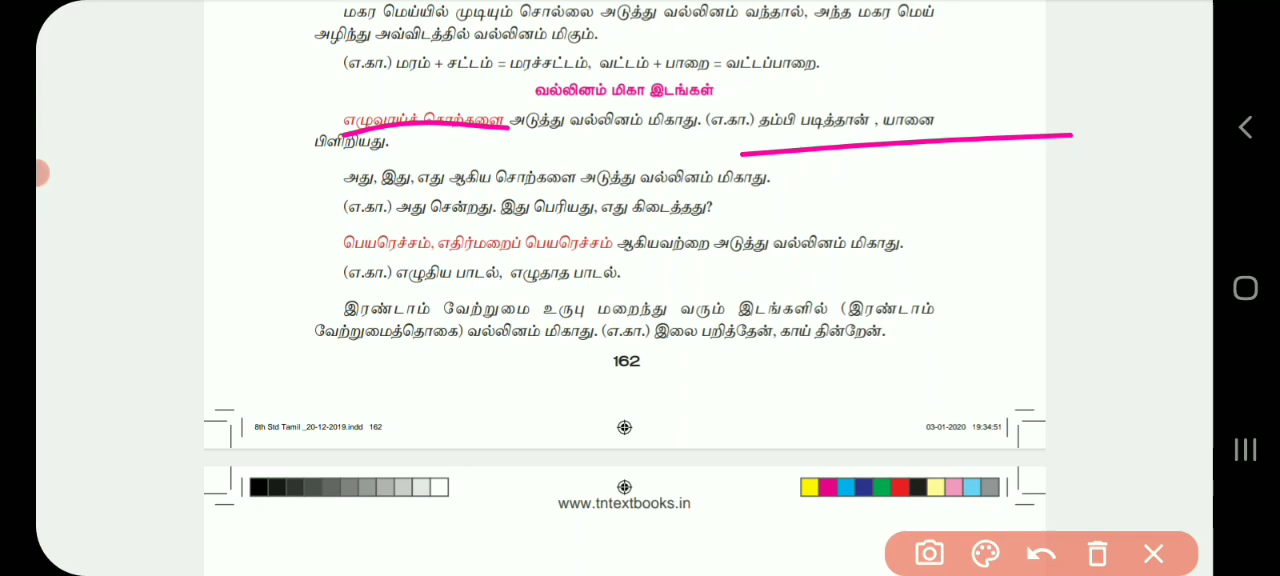 மகர மெய்யில் முடியும் சொல்லை அடுத்து வல்லினம் வந்தால், அந்த மகர மெய்
அழிந்து அவ்விடத்தில் வல்லினம் மிகும்.
(எ.கா.) மரம் + சட்டம் = மரச்சட்டம், வட்டம் + பாறை = வட்டப்பாறை.
வல்லினம் மிகா இடங்கள்
எழுவாய்ச் சொற்களை அடுத்து வல்லினம் மிகாது. (எ.கா.) தம்பி படித்தான் , யானை
பிளிறியது.
அது, இது, எது ஆகிய சொற்களை அடுத்து வல்லினம் மிகாது.
(எ.கா.) அது சென்றது. இது பெரியது, எது கிடைத்தது?
பெயரெச்சம், எதிர்மறைப் பெயரெச்சம் ஆகியவற்றை அடுத்து வல்லினம் மிகாது.
(எ.கா.) எழுதிய பாடல், எழுதாத பாடல்.
இரண்டாம் வேற்றுமை உருபு மறைந்து வரும் இடங்களில் (இரண்டாம்
வேற்றுமைத்தொகை) வல்லினம் மிகாது. (எ.கா.) இலை பறித்தேன், காய் தின்றேன்.
162
8th Std Tamil _20-12-2019.indd 162
03-01-2020 19:34:51
www.tntextbooks.in